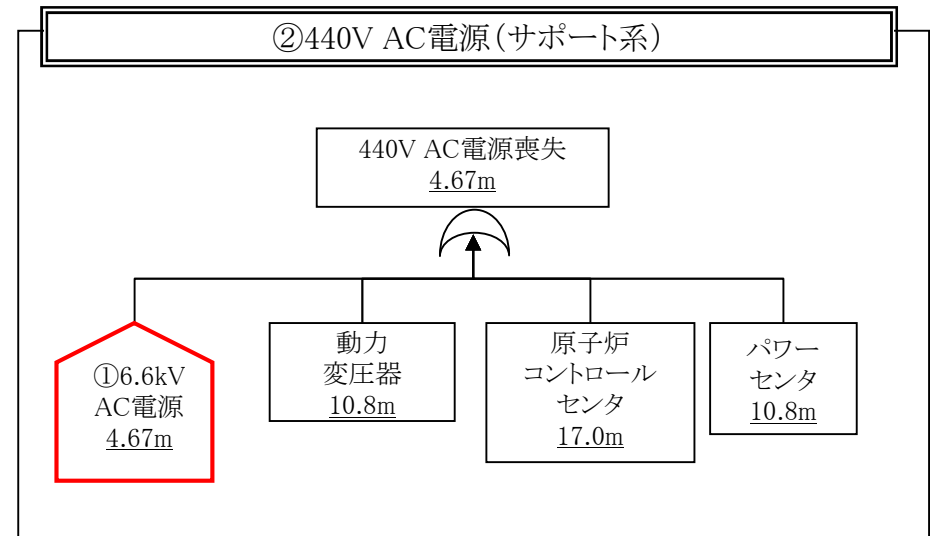 ②440V AC電源(サポート系)
440V AC電源喪失
4.67m
①6.6kV
AC電源
4.67m
動力
変圧器
10.8m
原子炉
コントロール
センタ
17.0m
パワー
センタ
10.8m